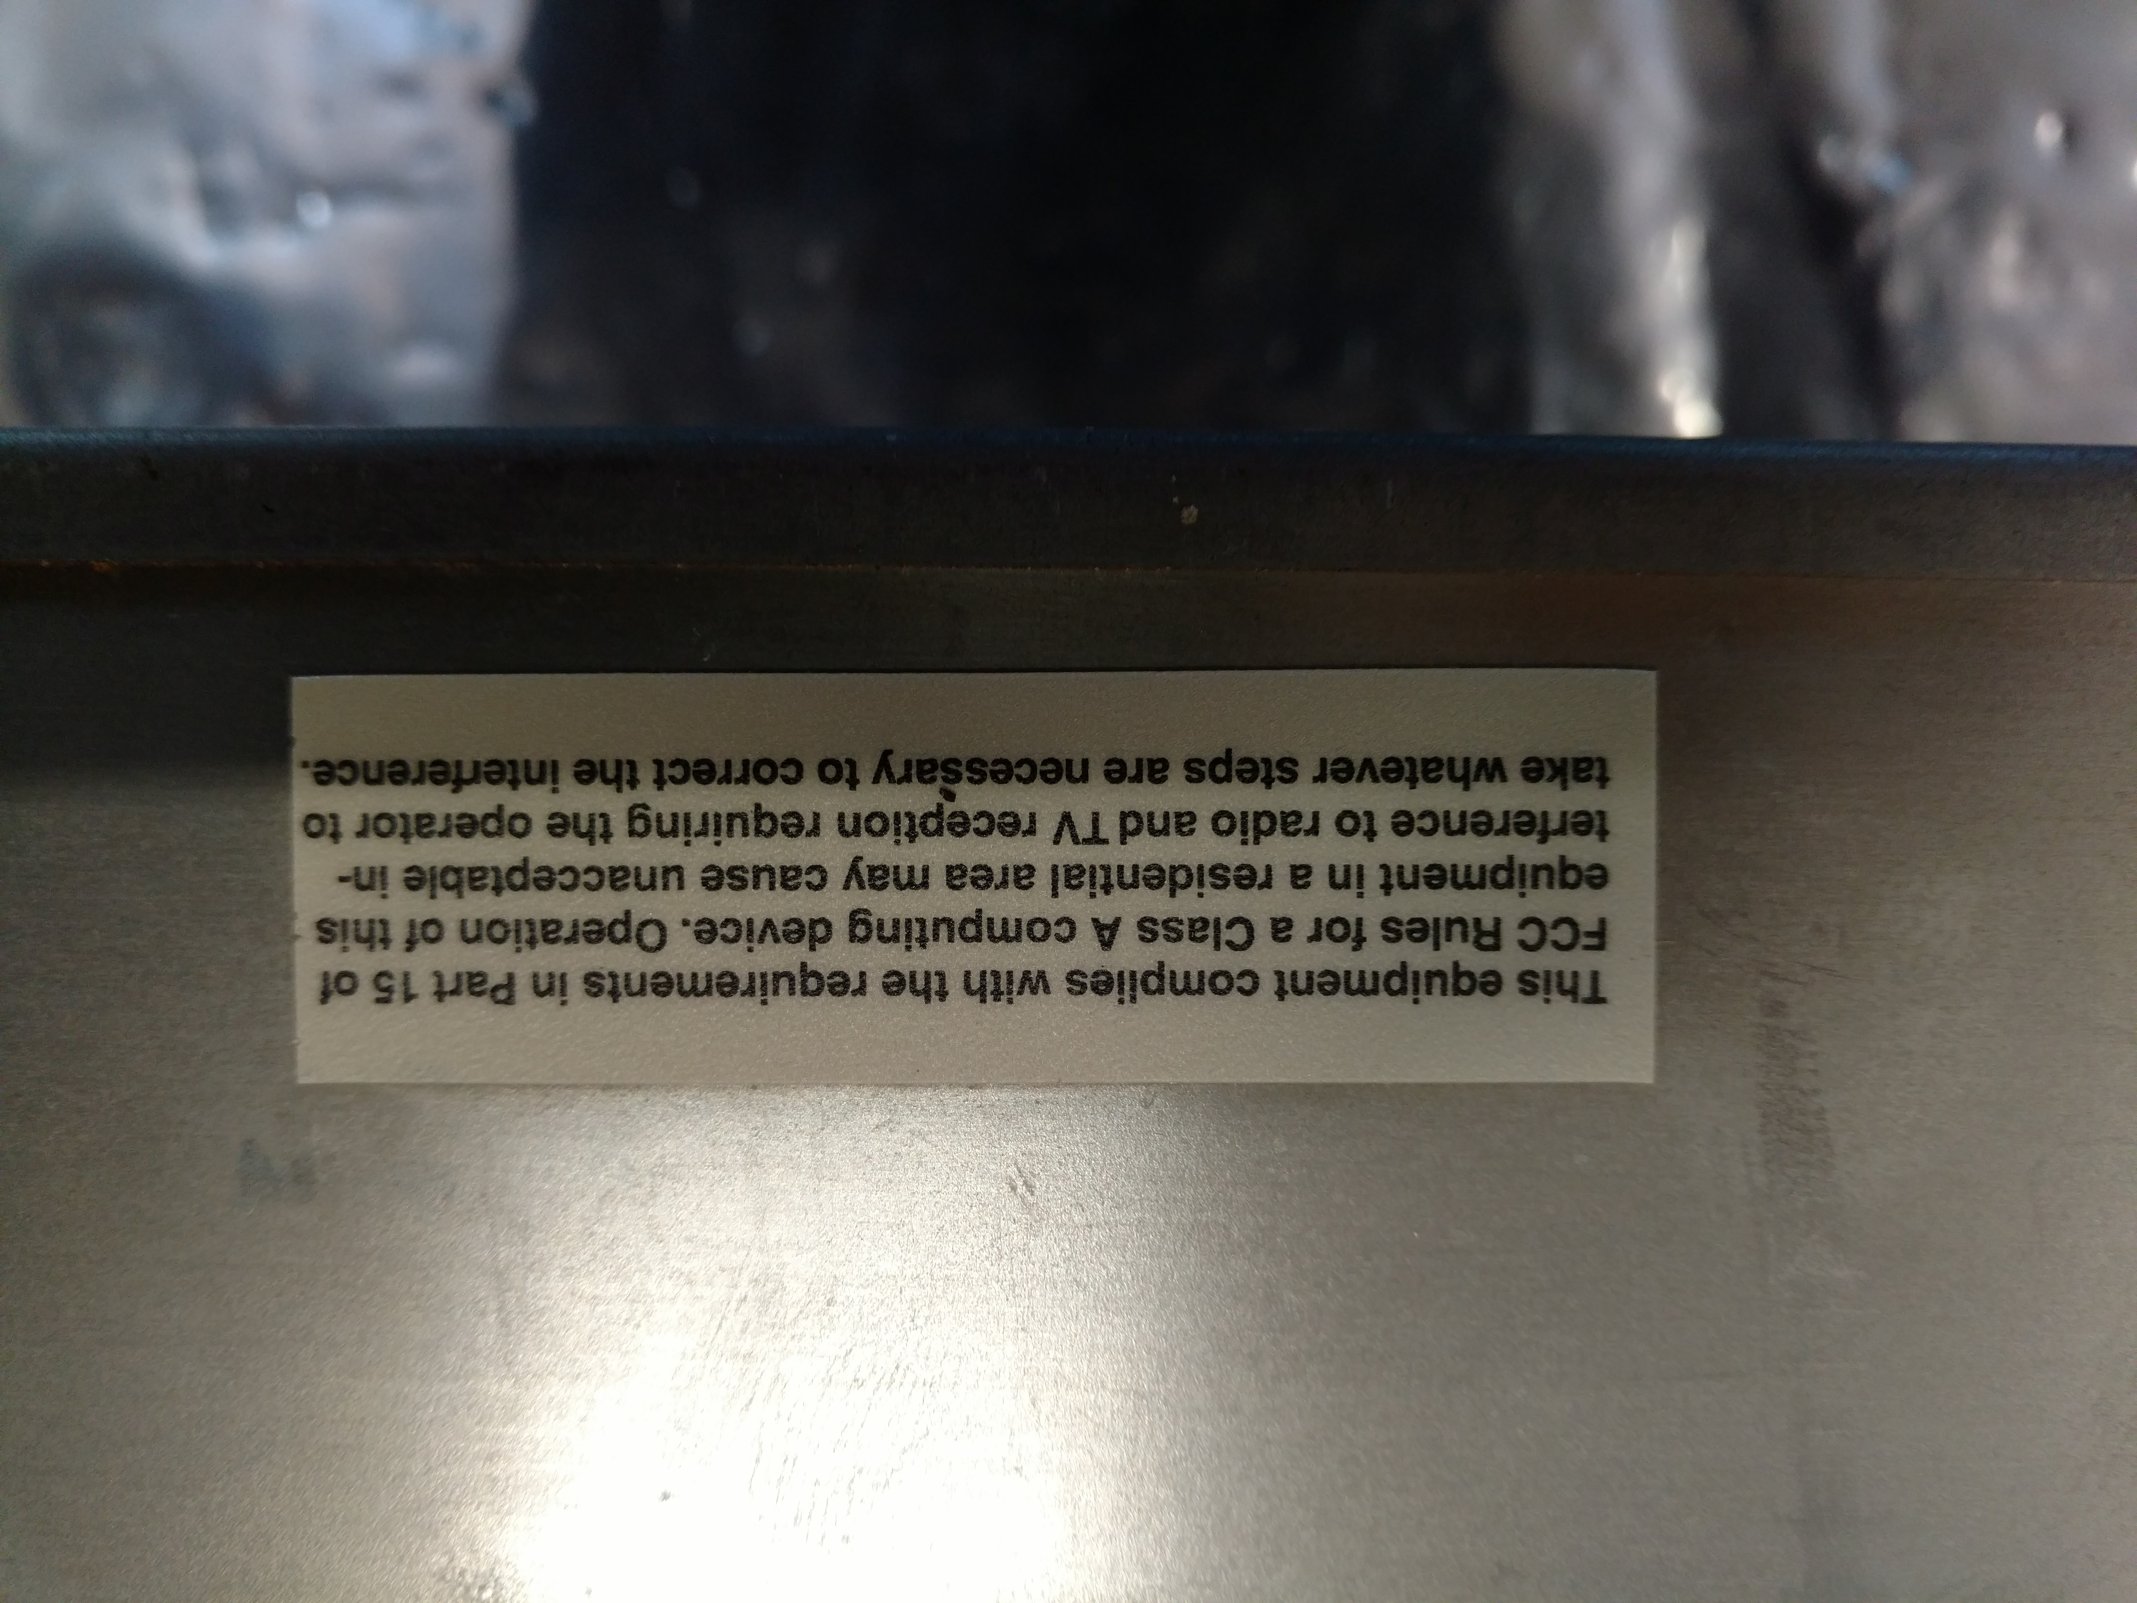 This equipment complies with the requirements in Part 15 of
FCC Rules for a Class A computing device. Operation of this
equipment in a residential area may cause unacceptable in-
terference to radio and TV reception requiring the operator to
take whatever steps are necessary to correct the interference.